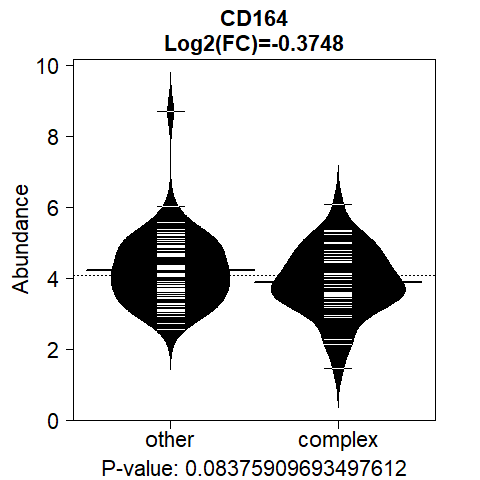 CD164
Log2(FC)=-0.3748
10
8
6
4
2
0
Abundance
other complex
P-value: 0.08375909693497612